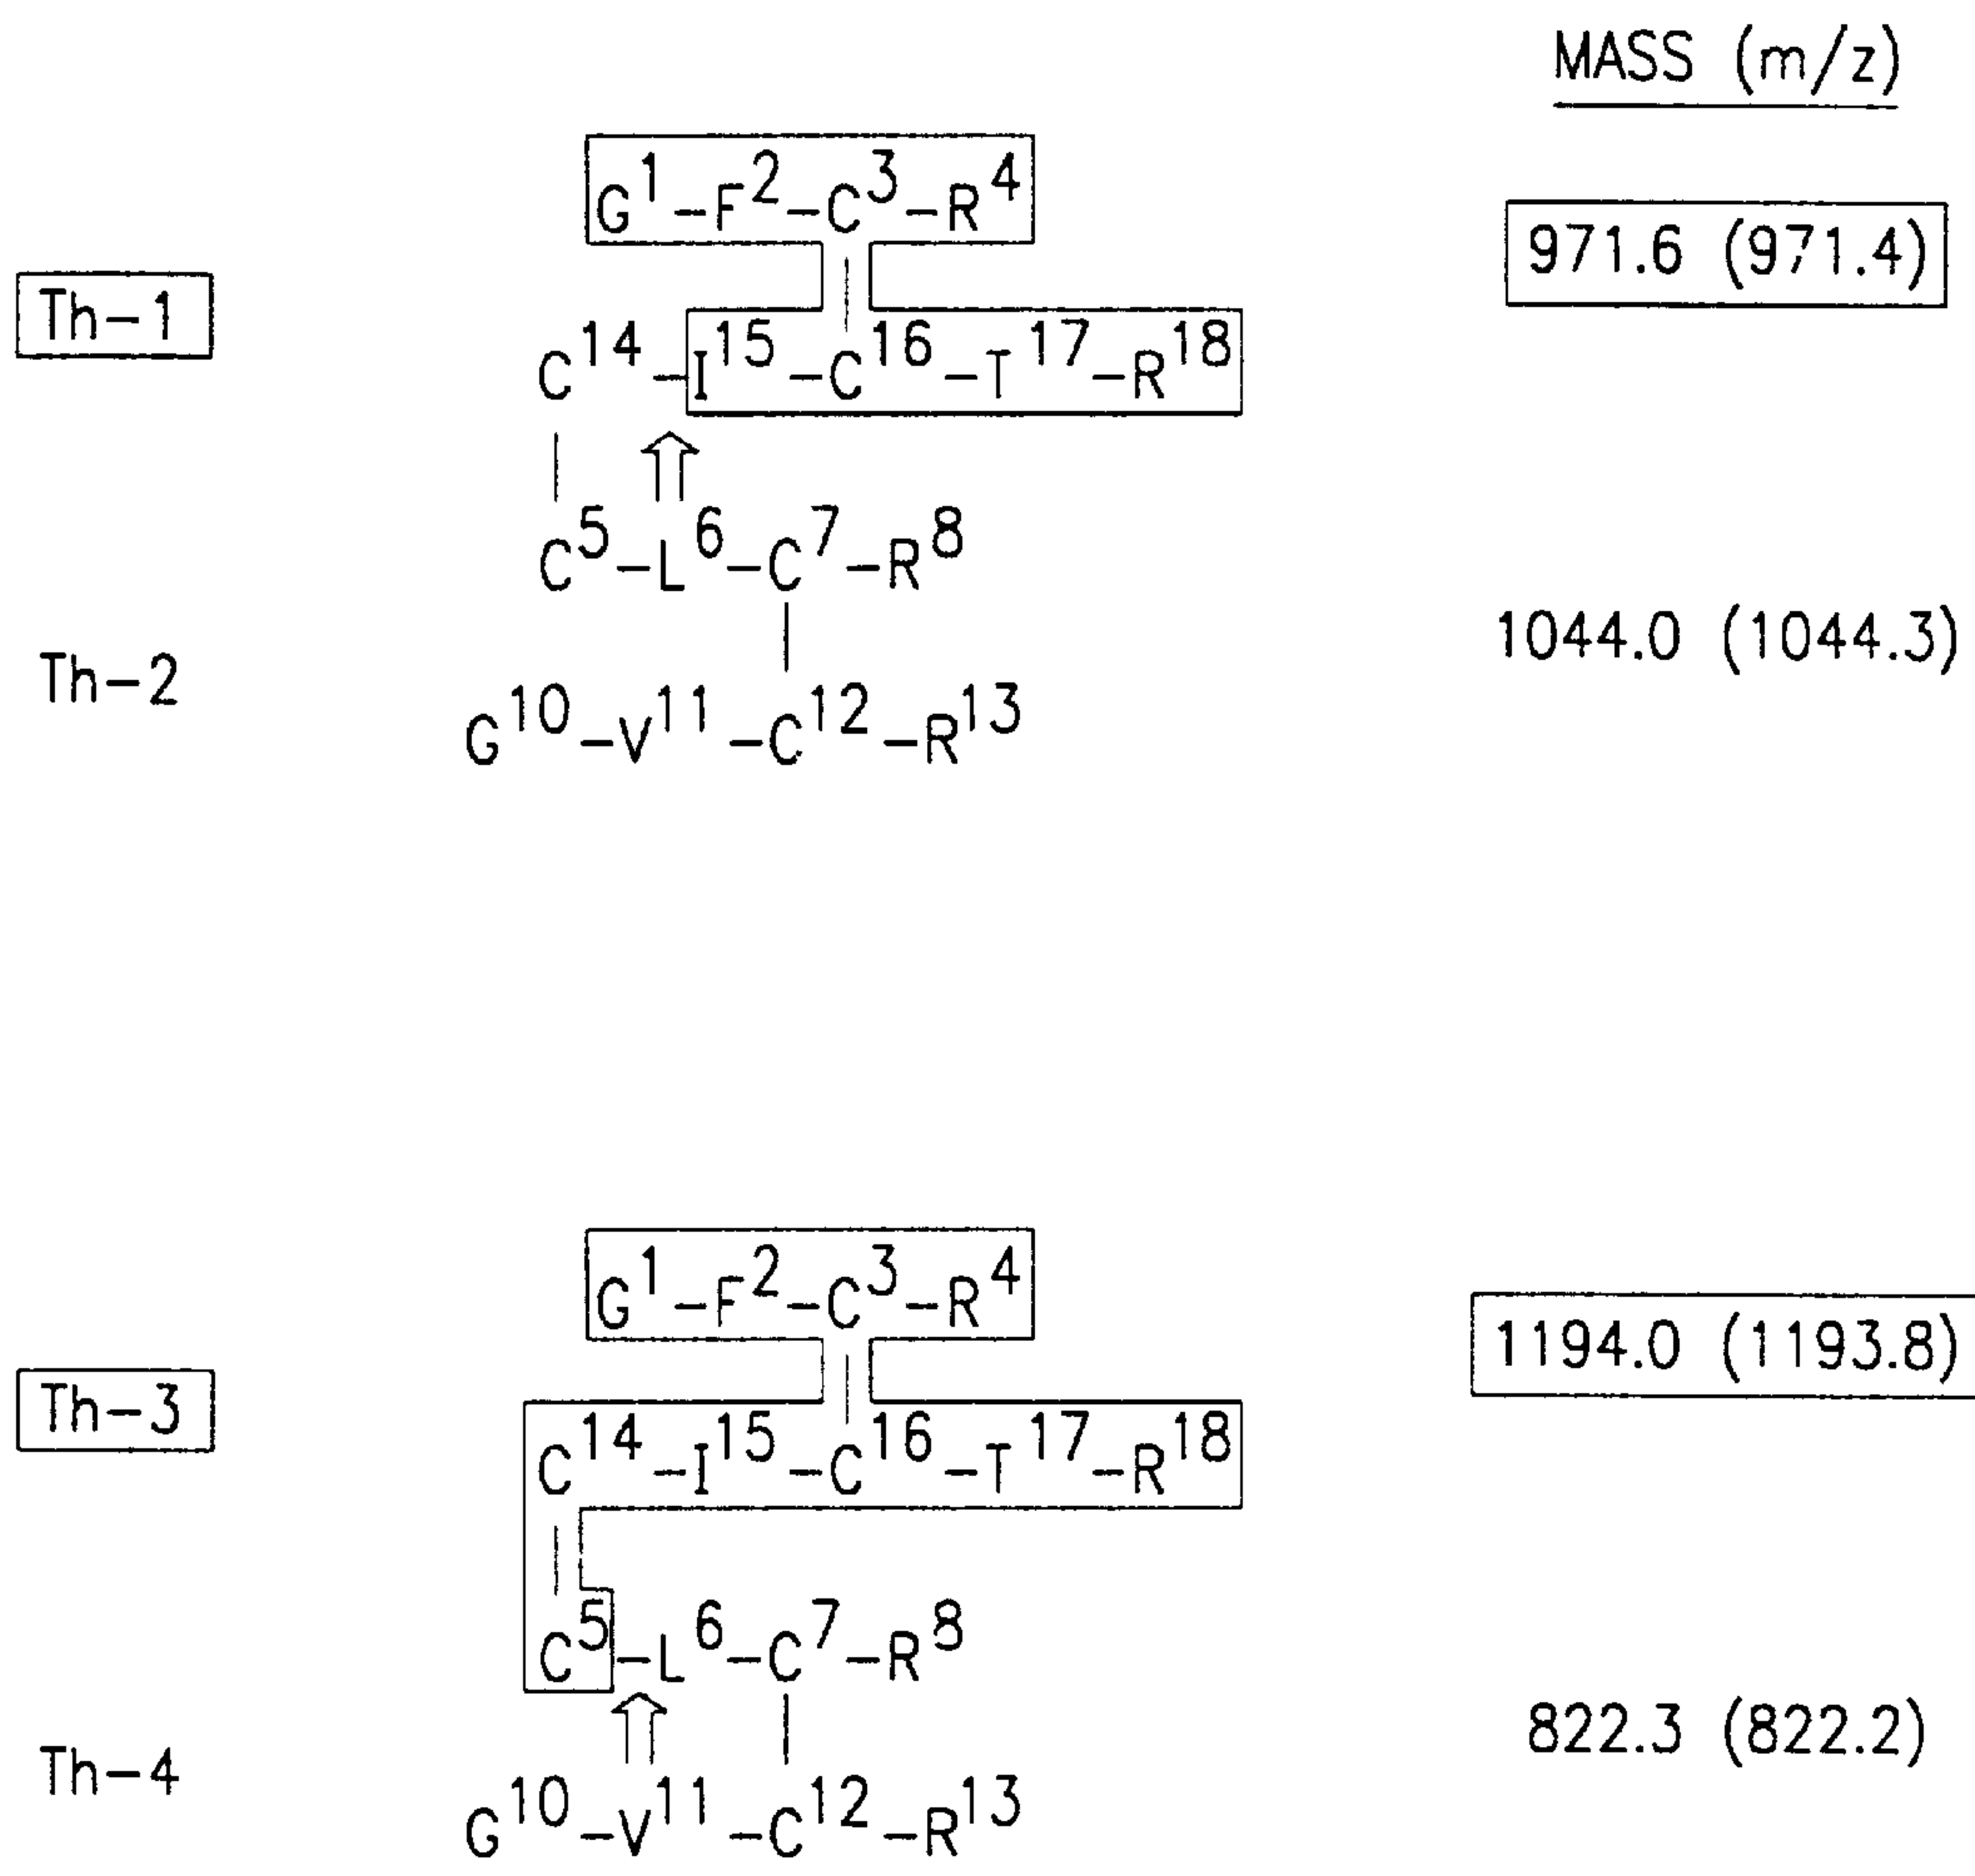 MASS (m/z)
G¹-F²-C³-R⁴
971.6 (971.4)
Th-1
C¹⁴-I¹⁵-C¹⁶-T¹⁷-R¹⁸
C⁵-L⁶-C⁷-R⁸
1044.0 (1044.3)
Th-2
G¹⁰-V¹¹-C¹²-R¹³
G¹-F²-C³-R⁴
1194.0 (1193.8)
Th-3
C¹⁴-I¹⁵-C¹⁶-T¹⁷-R¹⁸
C⁵-L⁶-C⁷-R⁸
822.3 (822.2)
Th-4
G¹⁰-V¹¹-C¹²-R¹³